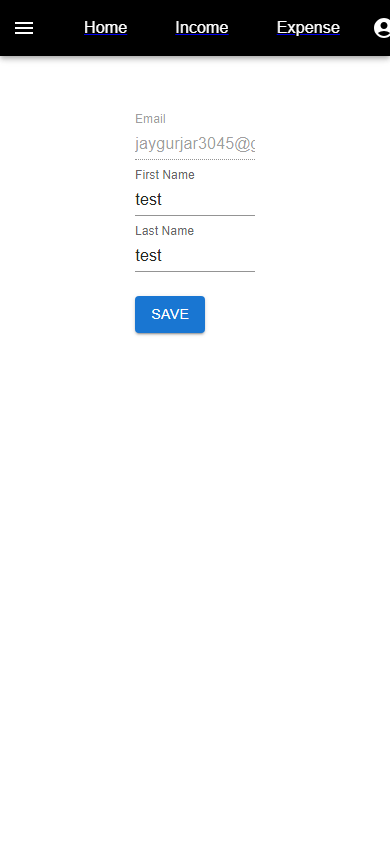 Home Income Expense
Email
jaygurjar3045@g
First Name
test
Last Name
test
SAVE